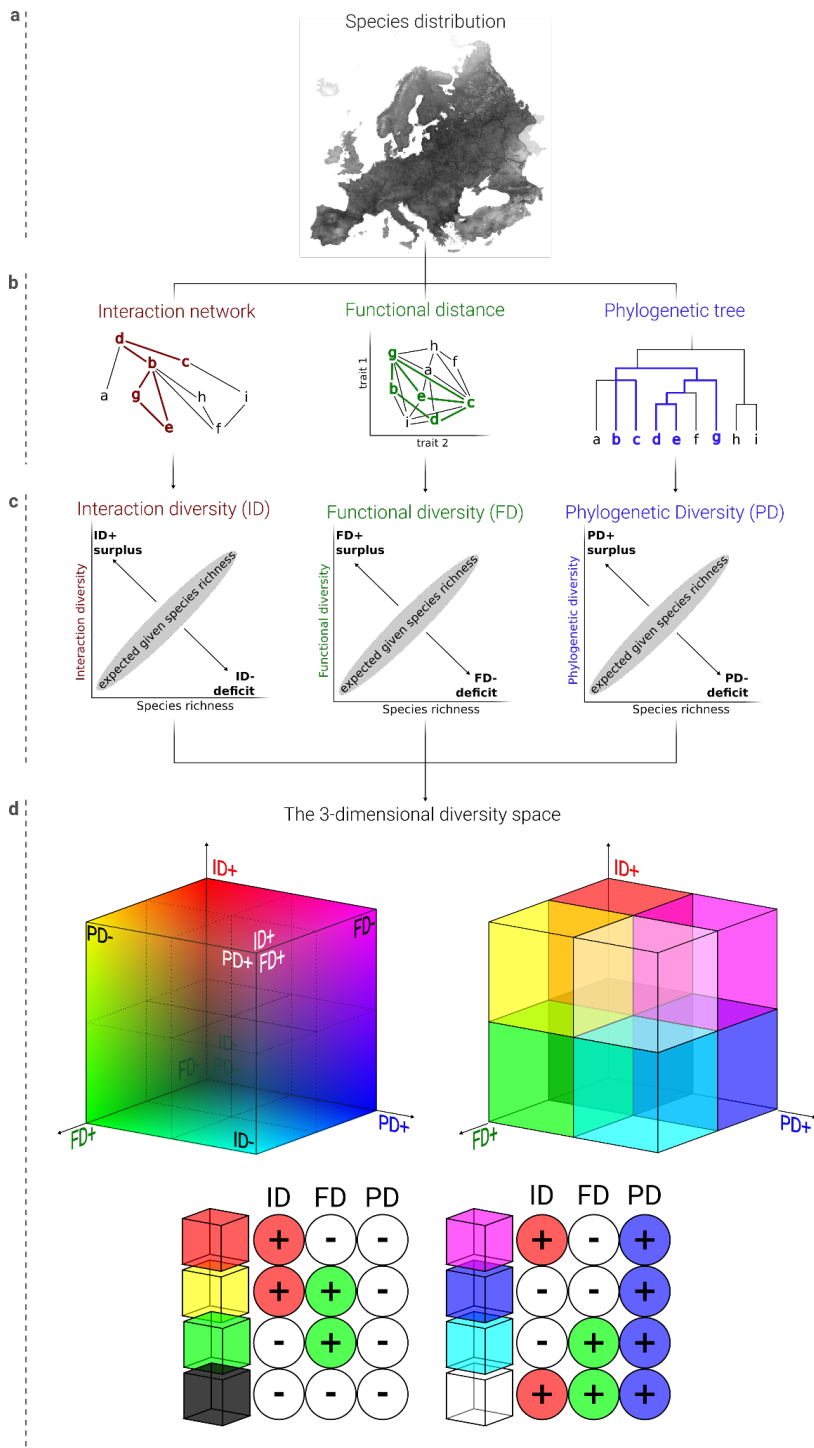 a
Species distribution
b
Interaction network
Functional distance
Phylogenetic tree
d
b
c
a
g
h
i
e
f
trait 1
g
h
f
a
b
e
c
i
d
trait 2
a b c d e f g h i
c
Interaction diversity (ID)
Functional diversity (FD)
Phylogenetic Diversity (PD)
Interaction diversity
ID+
surplus
expected given species richness
ID-
deficit
Species richness
Functional diversity
FD+
surplus
expected given species richness
FD-
deficit
Species richness
Phylogenetic diversity
PD+
surplus
expected given species richness
PD-
deficit
Species richness
d
The 3-dimensional diversity space
ID+
PD-
FD-
ID+
PD+ FD+
ID-
FD- PD-
FD+
ID-
PD+
ID+
FD+
PD+
ID FD PD
+ - -
+ + -
- + -
- - -
ID FD PD
+ - +
- - +
- + +
+ + +